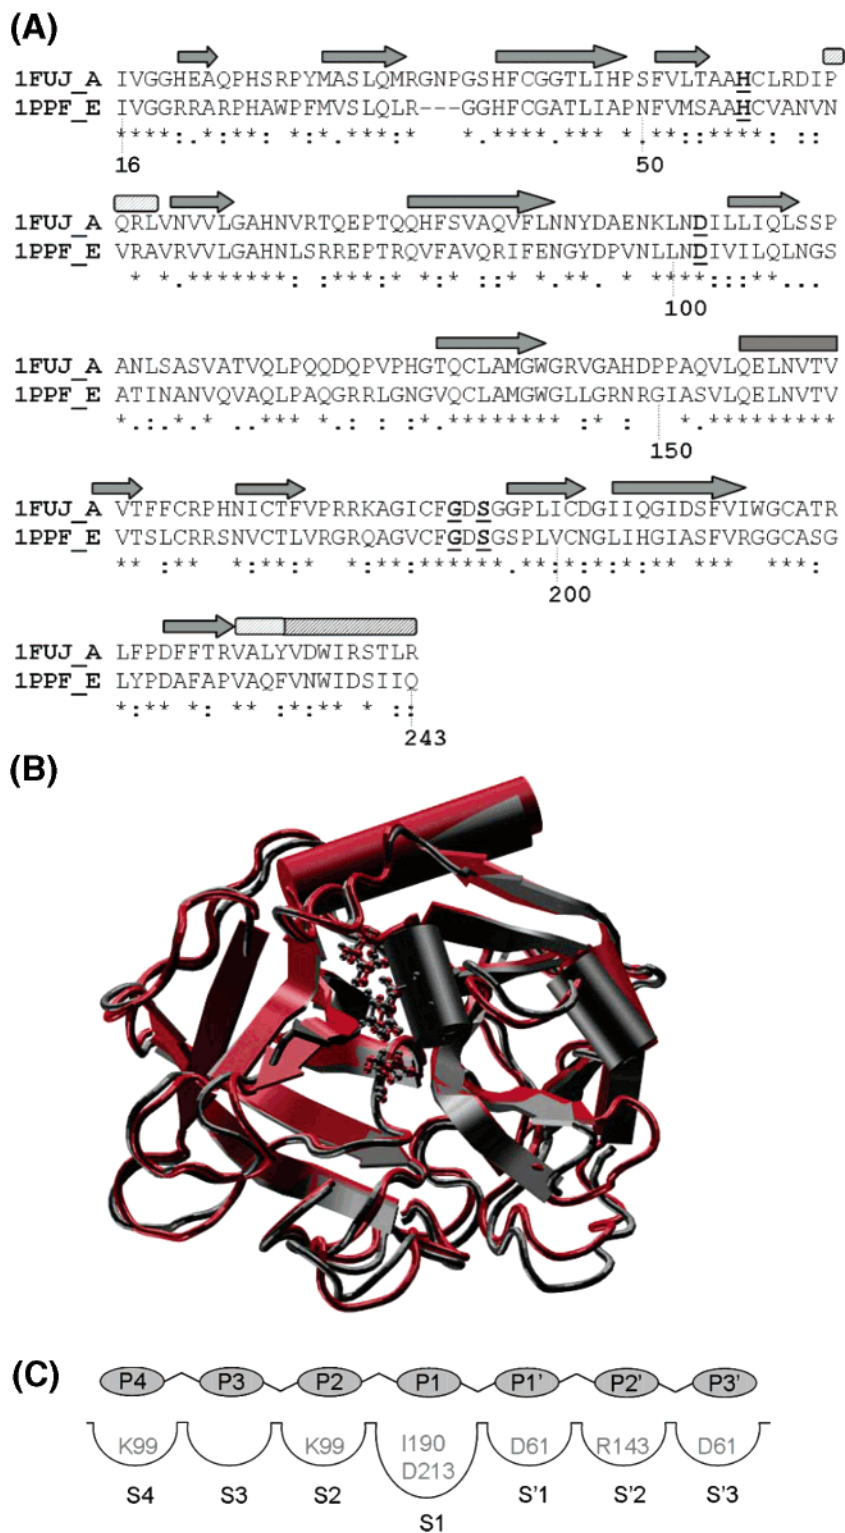 (A)
1FUJ_A IVGGHEAQPHSRPYMASLQMRGNPGSHFCGGTLIHPSFVLTAAHCLRDIP
1PPF_E IVGGRRARPHAWPFMVSLQLR---GGHFCGATLIAPNFVMSAAHCVANVN
16 50
1FUJ_A QRLVNVVLGAHNVRTQEPTQQHFSVAQVFLNNYDAENKLNDILLIQLSSP
1PPF_E VRAVRVVLGAHNLSRREPTRQVFAVQRIFENGYDPVNLLNDIVILQLNGS
100
1FUJ_A ANLSASVATVQLPQQDQPVPHGTQCLAMGWGRVGAHDPPAQVLQELNVTV
1PPF_E ATINANVQVAQLPAQGRRLGNGVQCLAMGWGLLGRNRGIASVLQELNVTV
150
1FUJ_A VTFFCRPHNICTFVPRRKAGICFGDSGGPLICDGIIQGIDSFVIWGCATR
1PPF_E VTSLCRRSNVCTLVRGRQAGVCFGDSGSPLVCNGLIHGIASFVRGGCASG
200
1FUJ_A LFPDFFTRVALYVDWIRSTLR
1PPF_E LYPDAFAPVAQFVNWIDSIIQ
243
(B)
(C)
P4 P3 P2 P1 P1' P2' P3'
K99 K99 I190 D61 R143 D61
D213
S4 S3 S2 S'1 S'2 S'3
S1